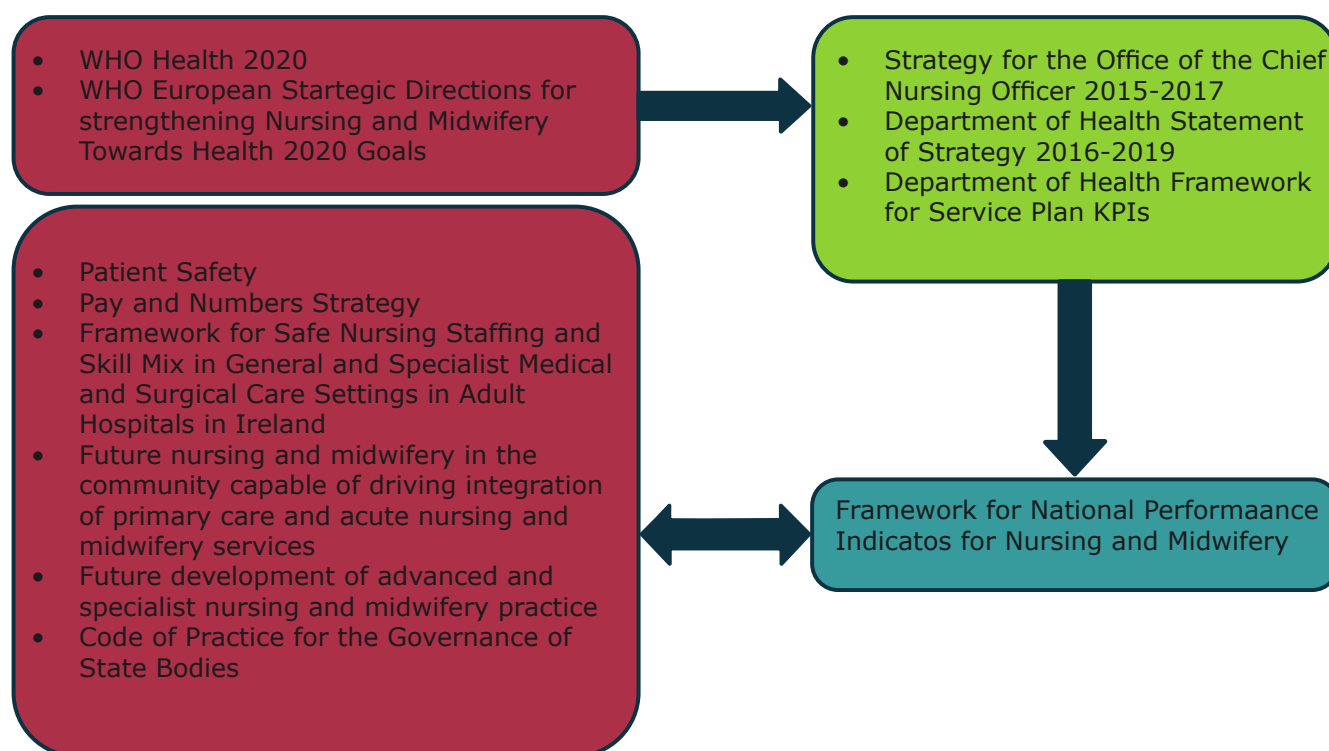 • WHO Health 2020
• WHO European Startegic Directions for
strengthening Nursing and Midwifery
Towards Health 2020 Goals
• Strategy for the Office of the Chief
Nursing Officer 2015-2017
• Department of Health Statement
of Strategy 2016-2019
• Department of Health Framework
for Service Plan KPIs
• Patient Safety
• Pay and Numbers Strategy
• Framework for Safe Nursing Staffing and
Skill Mix in General and Specialist Medical
and Surgical Care Settings in Adult
Hospitals in Ireland
• Future nursing and midwifery in the
community capable of driving integration
of primary care and acute nursing and
midwifery services
• Future development of advanced and
specialist nursing and midwifery practice
• Code of Practice for the Governance of
State Bodies
Framework for National Performaance
Indicatos for Nursing and Midwifery